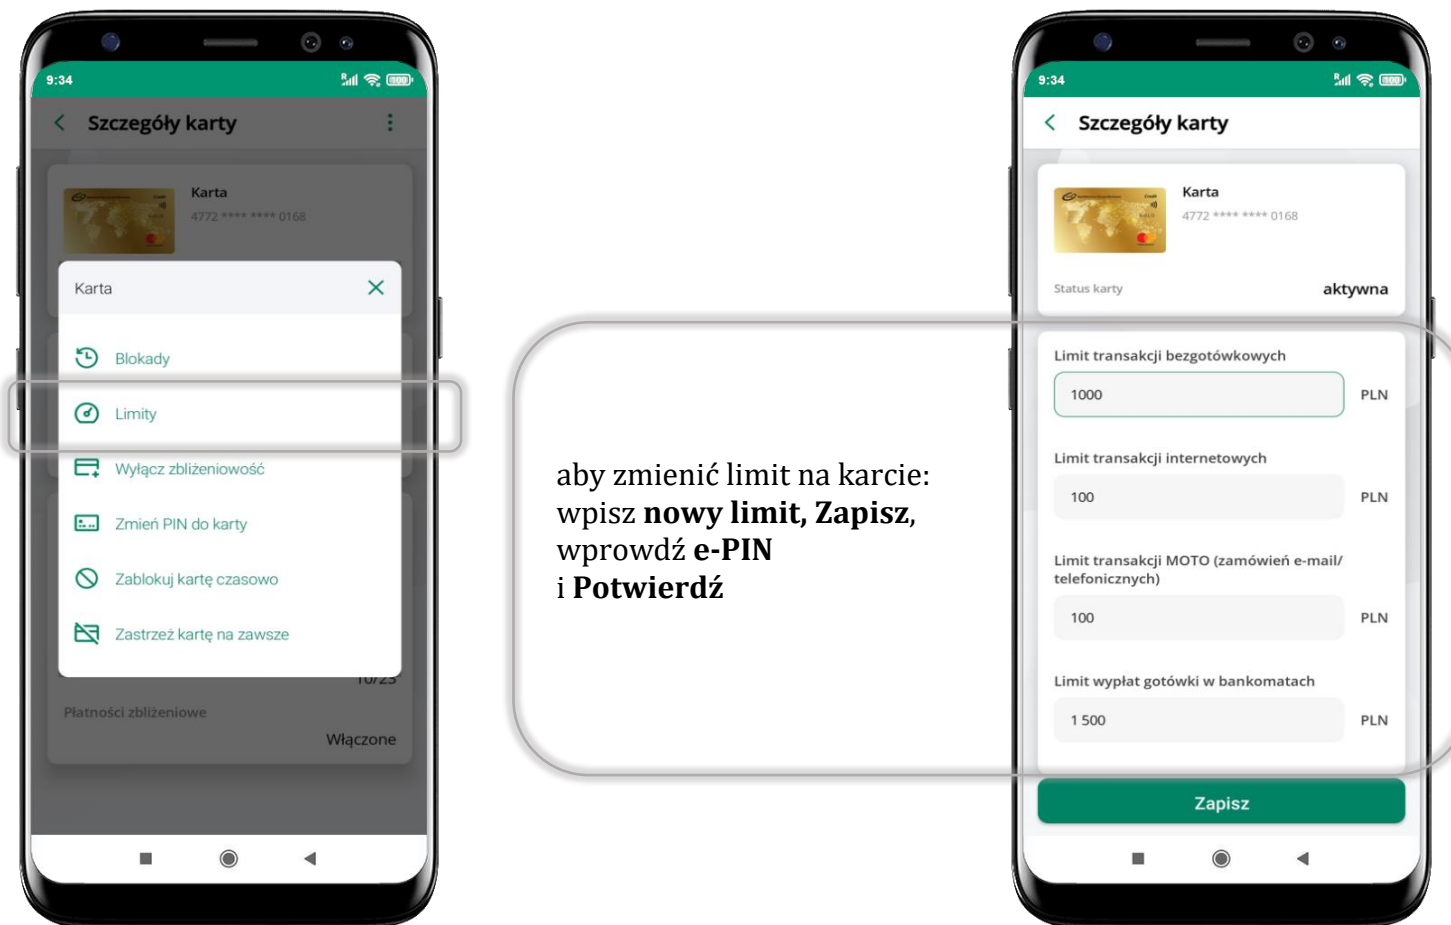 9:34
Szczegóły karty
Karta
4772 **** **** 0168
Karta
Blokady
Limity
Wyłącz zbliżeniowość
Zmień PIN do karty
Zablokuj kartę czasowo
Zastrzeż kartę na zawsze
10/25
Płatności zbliżeniowe
Włączone
aby zmienić limit na karcie:
wpisz nowy limit, Zapisz,
wprowdź e-PIN
i Potwierdź
9:34
Szczegóły karty
Karta
4772 **** **** 0168
Status karty
aktywna
Limit transakcji bezgotówkowych
1000 PLN
Limit transakcji internetowych
100 PLN
Limit transakcji MOTO (zamówień e-mail/
telefonicznych)
100 PLN
Limit wypłat gotówki w bankomatach
1 500 PLN
Zapisz